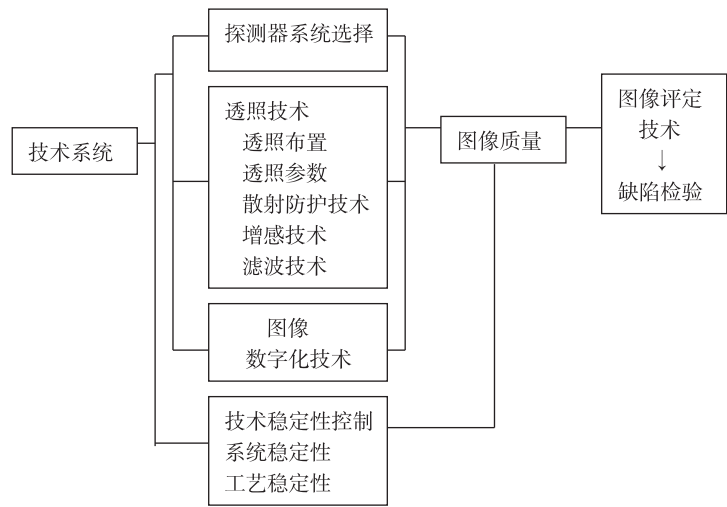 技术系统
探测器系统选择
透照技术
透照布置
透照参数
散射防护技术
增感技术
滤波技术
图像
数字化技术
技术稳定性控制
系统稳定性
工艺稳定性
图像质量
图像评定
技术
↓
缺陷检验